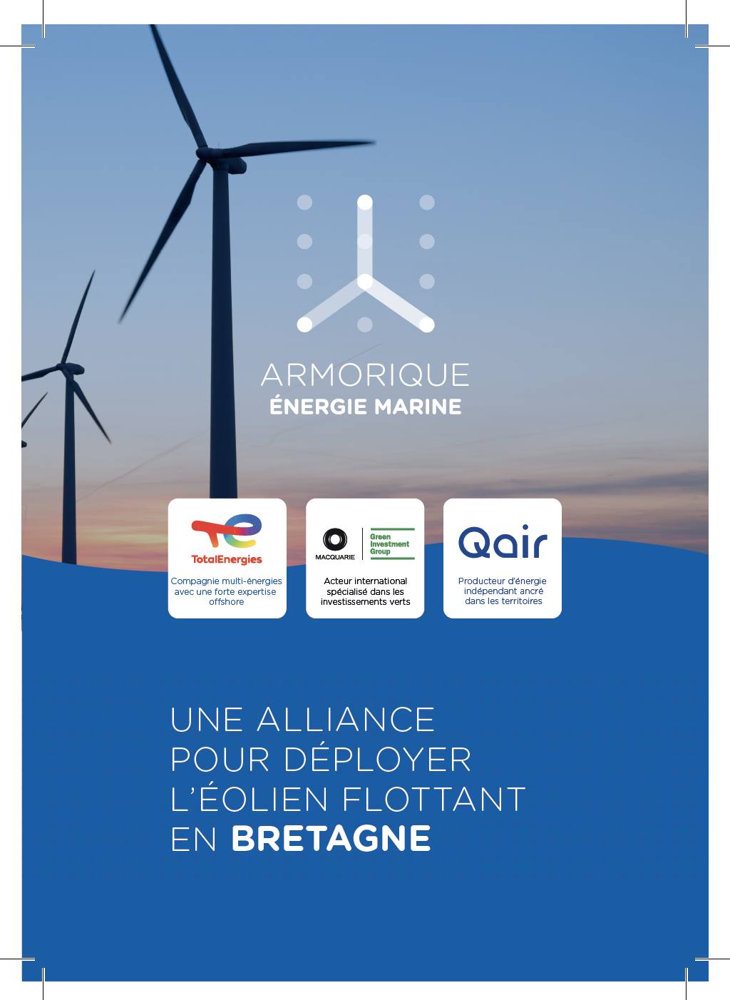 ARMORIQUE
ÉNERGIE MARINE
TotalEnergies
Compagnie multi-énergies
avec une forte expertise
offshore
MACQUARIE
Green
Investment
Group
Acteur international
spécialisé dans les
investissements verts
Qair
Producteur d'énergie
indépendant ancré
dans les territoires
UNE ALLIANCE
POUR DÉPLOYER
L'ÉOLIEN FLOTTANT
EN BRETAGNE